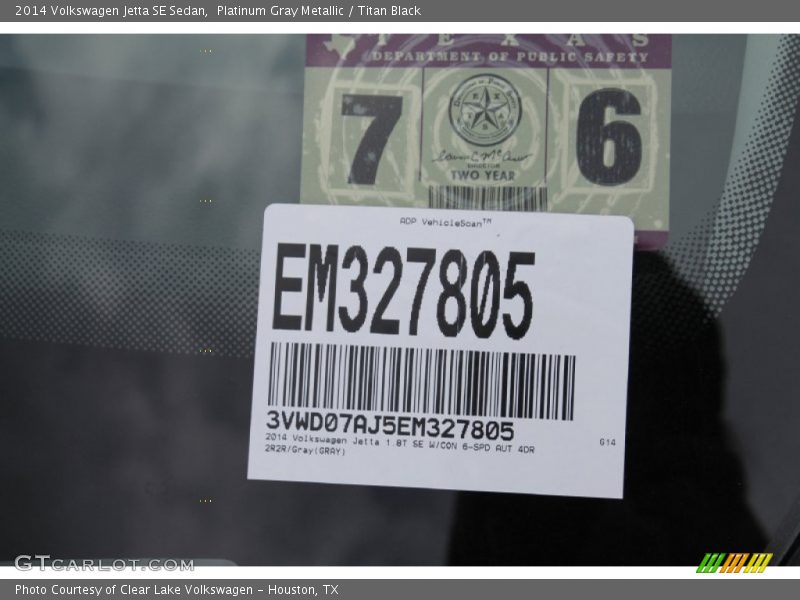 2014 Volkswagen Jetta SE Sedan,  Platinum Gray Metallic / Titan Black
T E X A S
DEPARTMENT OF PUBLIC SAFETY
7
6
DIRECTOR
TWO YEAR
ADP VehicleScan™
EM327805
3VWD07AJ5EM327805
2014 Volkswagen Jetta 1.8T SE W/CON 6-SPD AUT 4DR
G14
2R2R/Gray(GRAY)
GTcarlot.com
Photo Courtesy of Clear Lake Volkswagen – Houston, TX